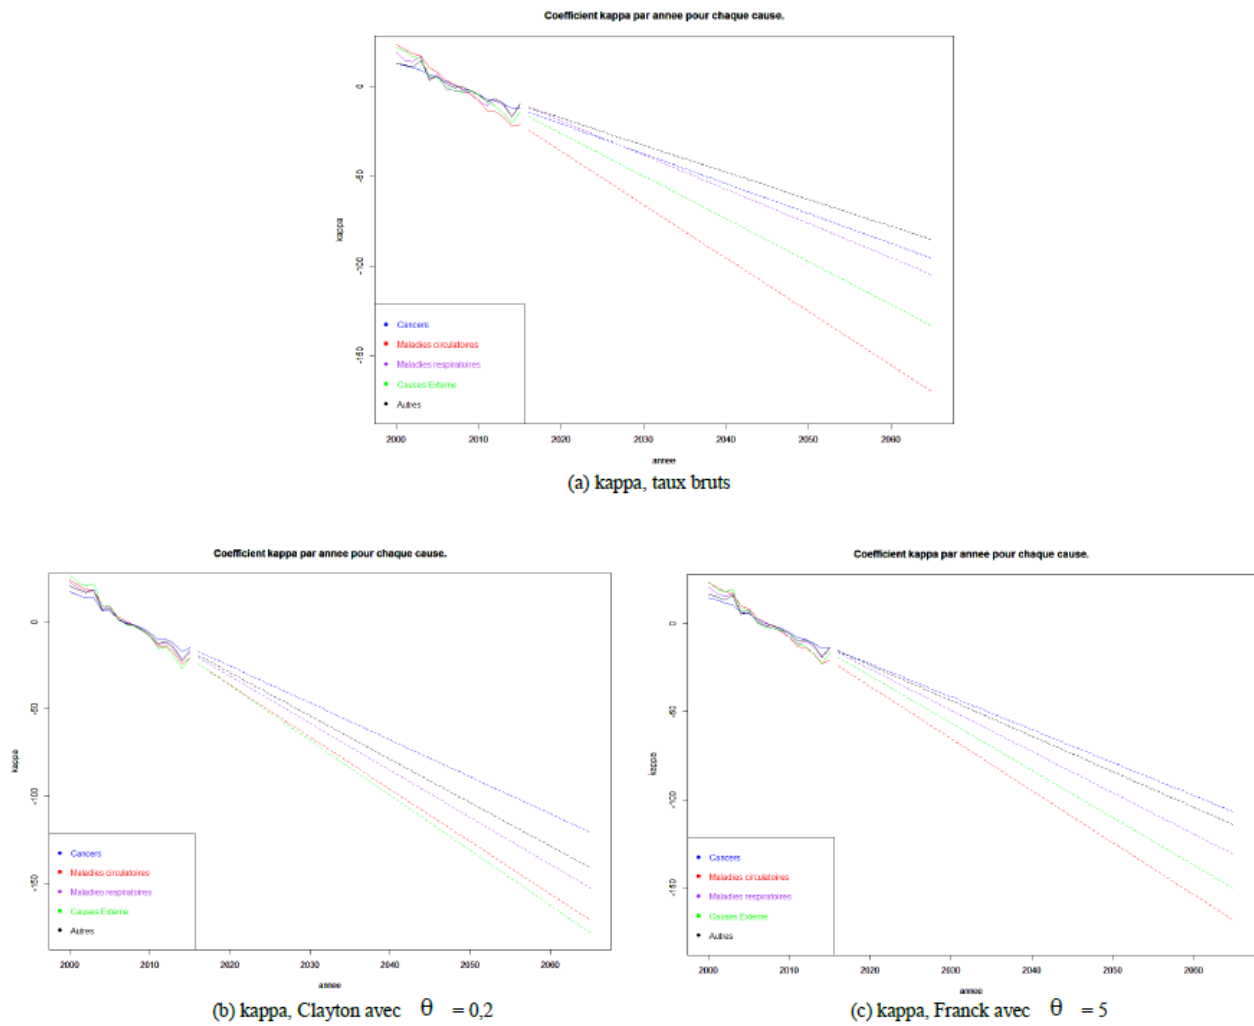 Coefficient kappa par annee pour chaque cause.
0
-50
-100
-150
kappa
Cancers
Maladies circulatoires
Maladies respiratoires
Causes Externe
Autres
2000 2010 2020 2030 2040 2050 2060
annee
(a) kappa, taux bruts
Coefficient kappa par annee pour chaque cause.
0
-50
-100
-150
kappa
Cancers
Maladies circulatoires
Maladies respiratoires
Causes Externe
Autres
2000 2010 2020 2030 2040 2050 2060
annee
(b) kappa, Clayton avec θ = 0,2
Coefficient kappa par annee pour chaque cause.
0
-50
-100
-150
kappa
Cancers
Maladies circulatoires
Maladies respiratoires
Causes Externe
Autres
2000 2010 2020 2030 2040 2050 2060
annee
(c) kappa, Franck avec θ = 5